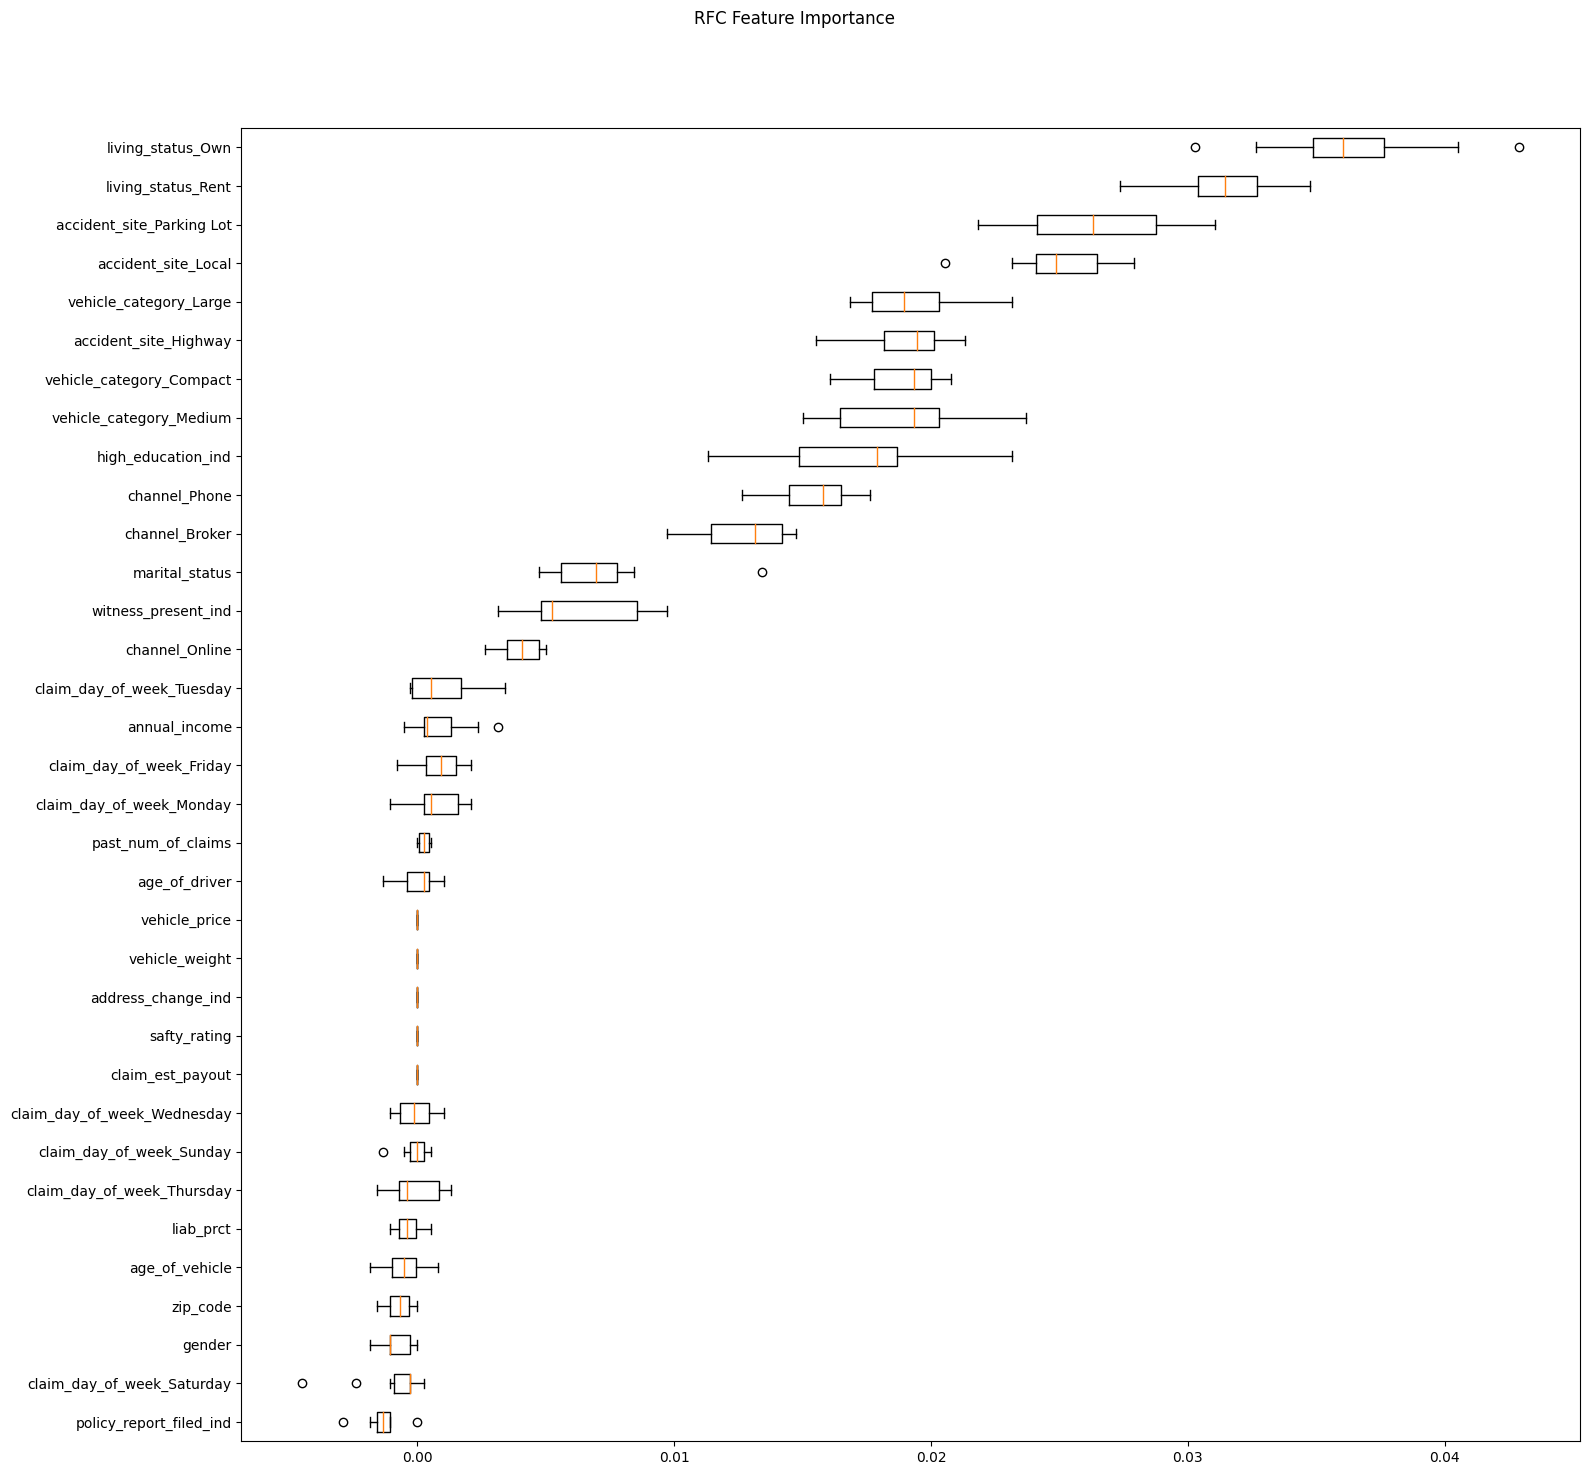 RFC Feature Importance
living_status_Own
living_status_Rent
accident_site_Parking Lot
accident_site_Local
vehicle_category_Large
accident_site_Highway
vehicle_category_Compact
vehicle_category_Medium
high_education_ind
channel_Phone
channel_Broker
marital_status
witness_present_ind
channel_Online
claim_day_of_week_Tuesday
annual_income
claim_day_of_week_Friday
claim_day_of_week_Monday
past_num_of_claims
age_of_driver
vehicle_price
vehicle_weight
address_change_ind
safty_rating
claim_est_payout
claim_day_of_week_Wednesday
claim_day_of_week_Sunday
claim_day_of_week_Thursday
liab_prct
age_of_vehicle
zip_code
gender
claim_day_of_week_Saturday
policy_report_filed_ind
0.00 0.01 0.02 0.03 0.04